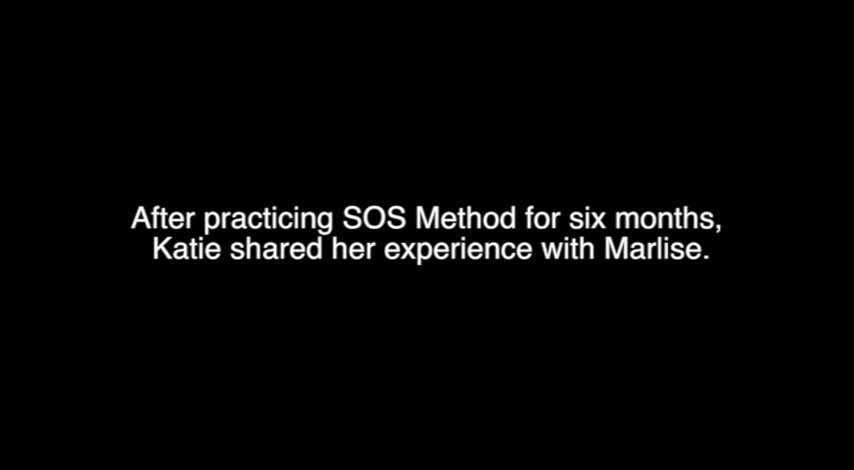 After practicing SOS Method for six months,
Katie shared her experience with Marlise.